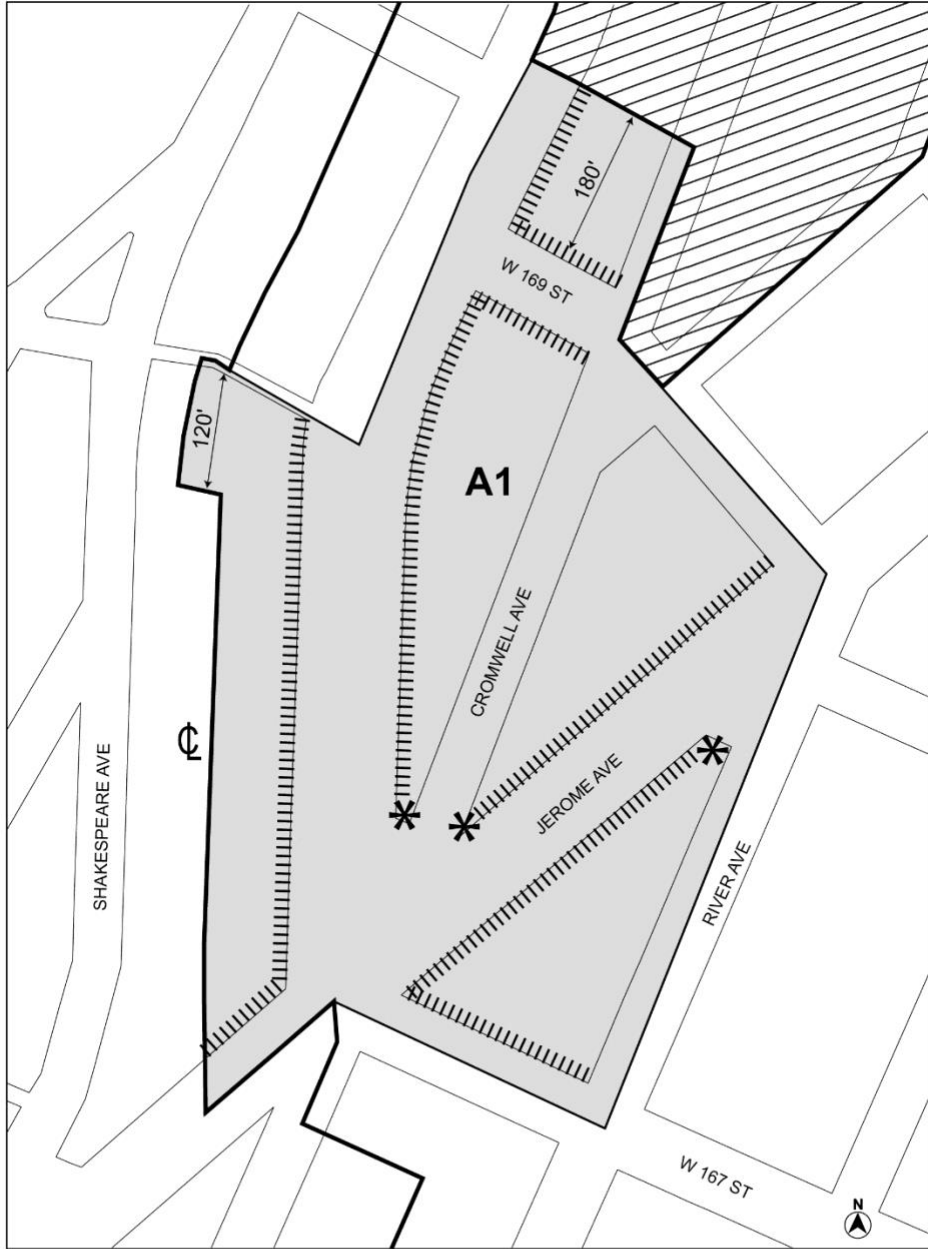 180'
W 169 ST
120'
A1
CROMWELL AVE
℄
JEROME AVE
SHAKESPEARE AVE
RIVER AVE
W 167 ST
N